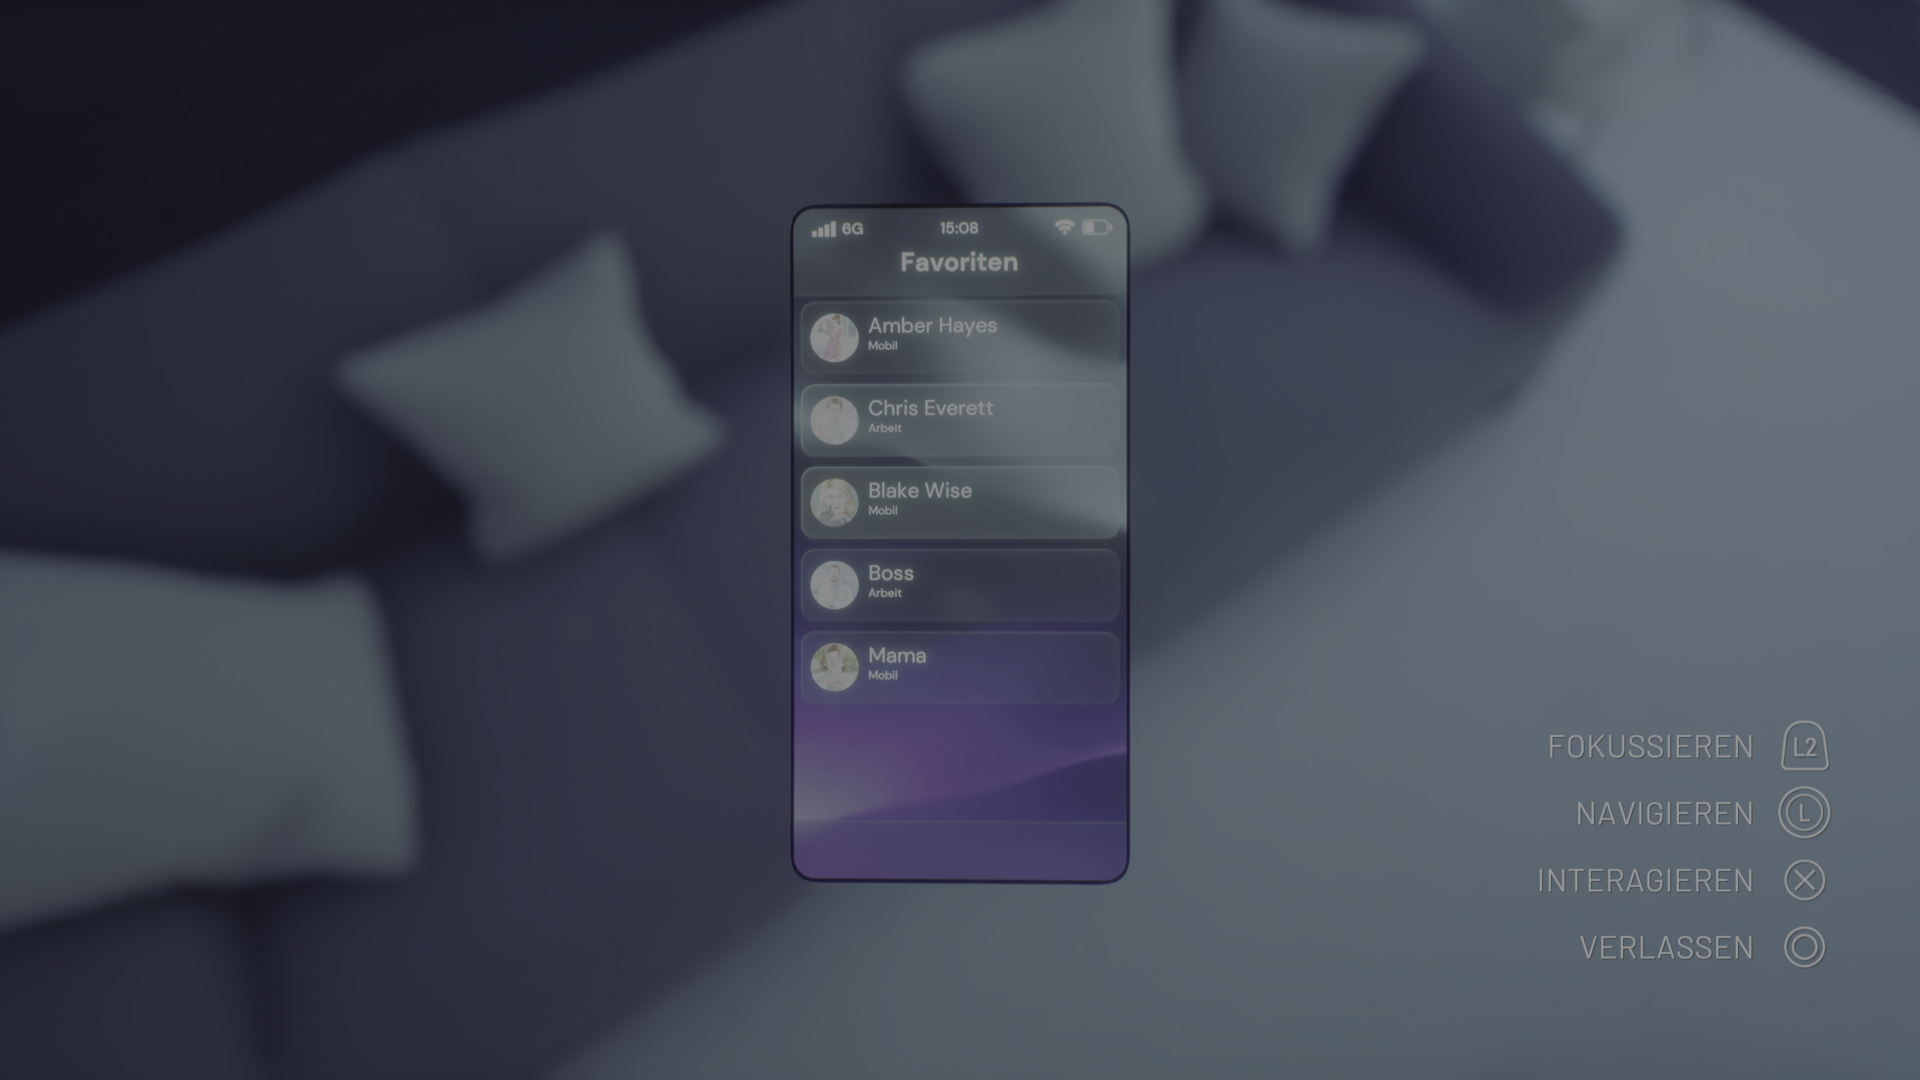 6G 15:08
Favoriten
Amber Hayes
Mobil
Chris Everett
Arbeit
Blake Wise
Mobil
Boss
Arbeit
Mama
Mobil
FOKUSSIEREN L2
NAVIGIEREN L
INTERAGIEREN
VERLASSEN